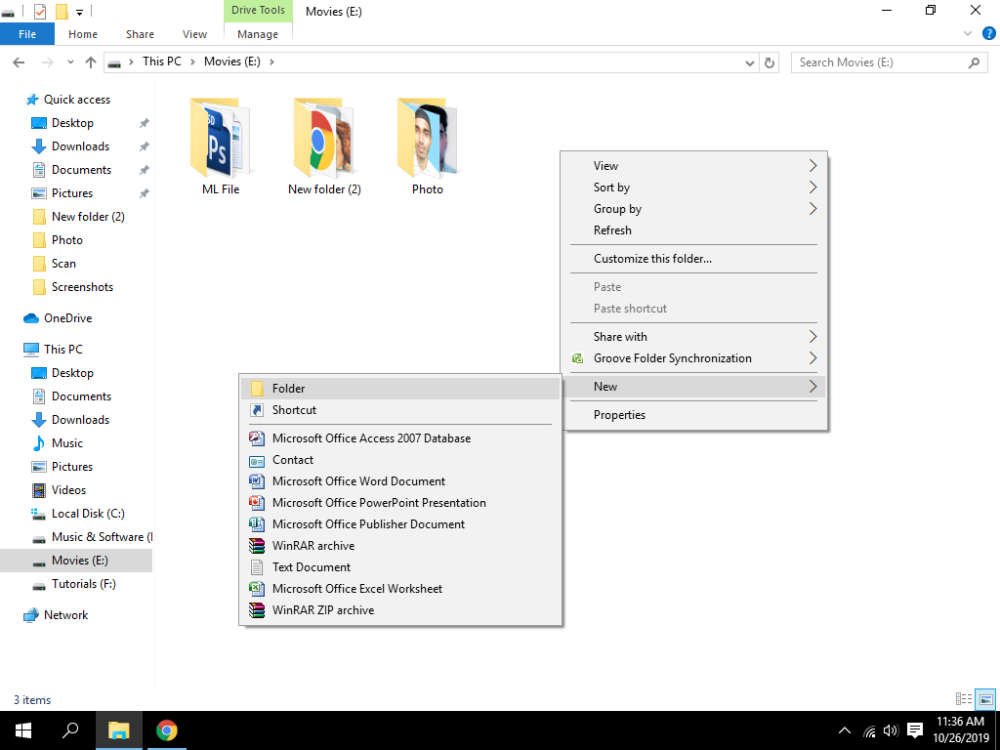 Drive Tools
Movies (E:)
File
Home
Share
View
Manage
This PC
Movies (E:)
Search Movies (E:)
Quick access
Desktop
Downloads
Documents
Pictures
New folder (2)
Photo
Scan
Screenshots
OneDrive
This PC
Desktop
Documents
Downloads
Music
Pictures
Videos
Local Disk (C:)
Music & Software (
Movies (E:)
Tutorials (F:)
Network
ML File
New folder (2)
Photo
View
Sort by
Group by
Refresh
Customize this folder...
Paste
Paste shortcut
Share with
Groove Folder Synchronization
New
Properties
Folder
Shortcut
Microsoft Office Access 2007 Database
Contact
Microsoft Office Word Document
Microsoft Office PowerPoint Presentation
Microsoft Office Publisher Document
WinRAR archive
Text Document
Microsoft Office Excel Worksheet
WinRAR ZIP archive
3 items
11:36 AM
10/26/2019